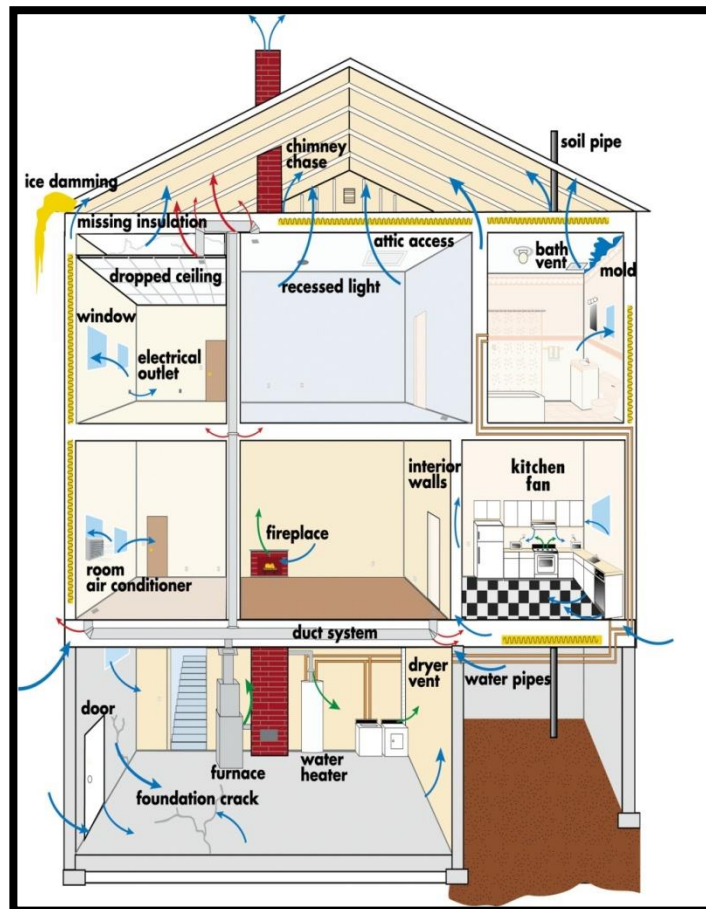 chimney
chase
soil pipe
ice damming
missing insulation
attic access
bath
vent
mold
dropped ceiling
recessed light
window
electrical
outlet
interior
walls
kitchen
fan
fireplace
room
air conditioner
duct system
dryer
vent
water pipes
door
water
heater
furnace
foundation crack